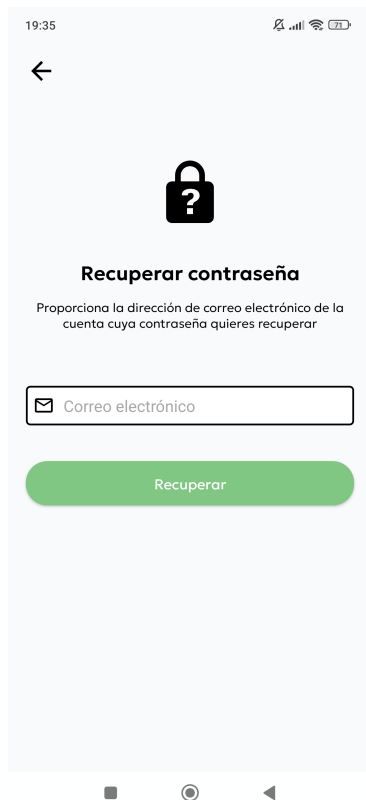 19:35
71
?
Recuperar contraseña
Proporciona la dirección de correo electrónico de la
cuenta cuya contraseña quieres recuperar
Correo electrónico
Recuperar